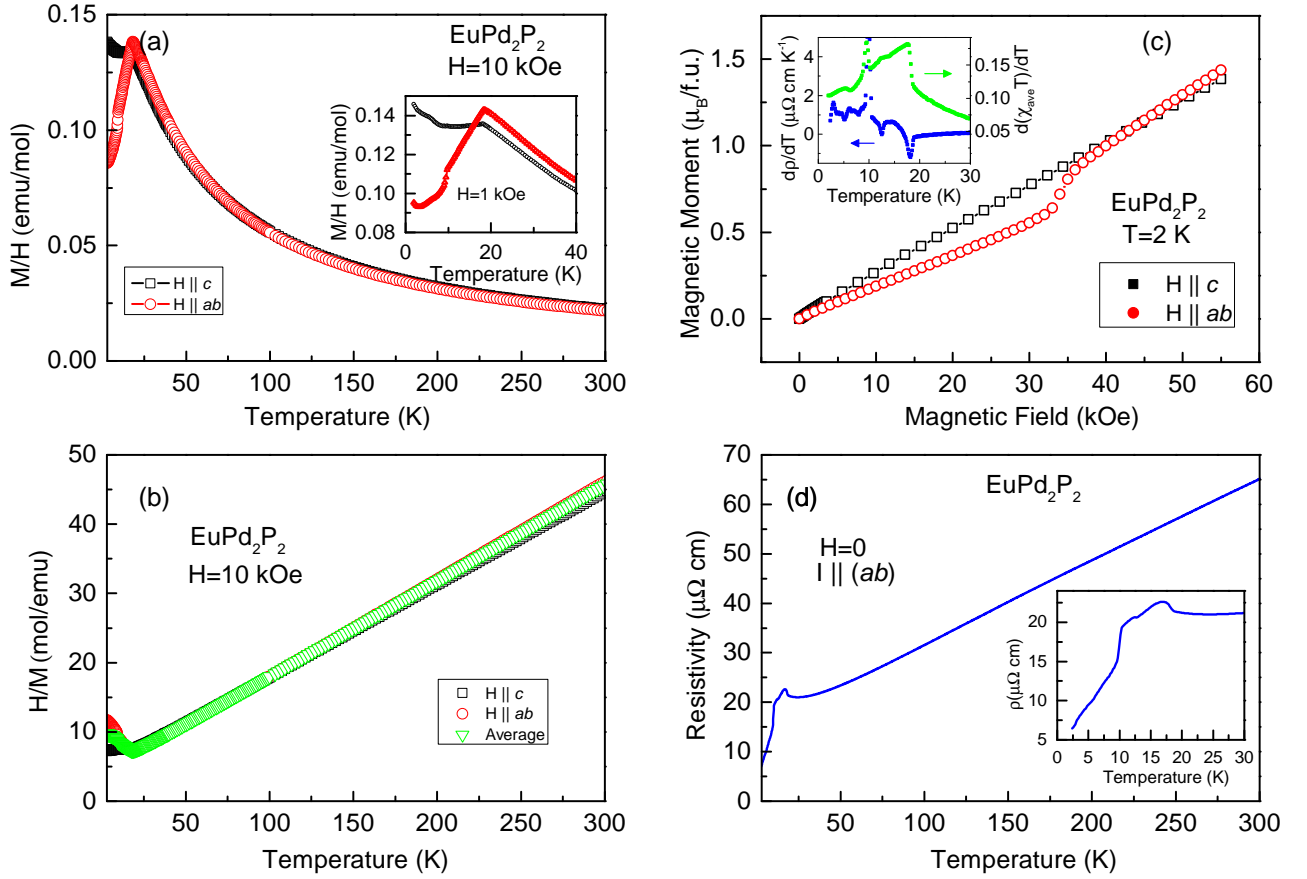 (a)
EuPd₂P₂
H=10 kOe
M/H (emu/mol)
0.15
0.10
0.05
0.00
50 100 150 200 250 300
Temperature (K)
H || c
H || ab
M/H (emu/mol)
0.14
0.12
0.10
0.08
0 20 40
H=1 kOe
Temperature (K)
(c)
Magnetic Moment (μB/f.u.)
1.5
1.0
0.5
0.0
0 10 20 30 40 50 60
Magnetic Field (kOe)
EuPd₂P₂
T=2 K
H || c
H || ab
dρ/dT (μΩ cm K⁻¹)
4
2
0
0 10 20 30
Temperature (K)
0.15
0.10
0.05
d(χave T)/dT
(b)
EuPd₂P₂
H=10 kOe
H/M (mol/emu)
50
40
30
20
10
0
50 100 150 200 250 300
Temperature (K)
H || c
H || ab
Average
(d)
EuPd₂P₂
H=0
I || (ab)
Resistivity (μΩ cm)
70
60
50
40
30
20
10
0
50 100 150 200 250 300
Temperature (K)
ρ(μΩ cm)
20
15
10
5
0 5 10 15 20 25 30
Temperature (K)